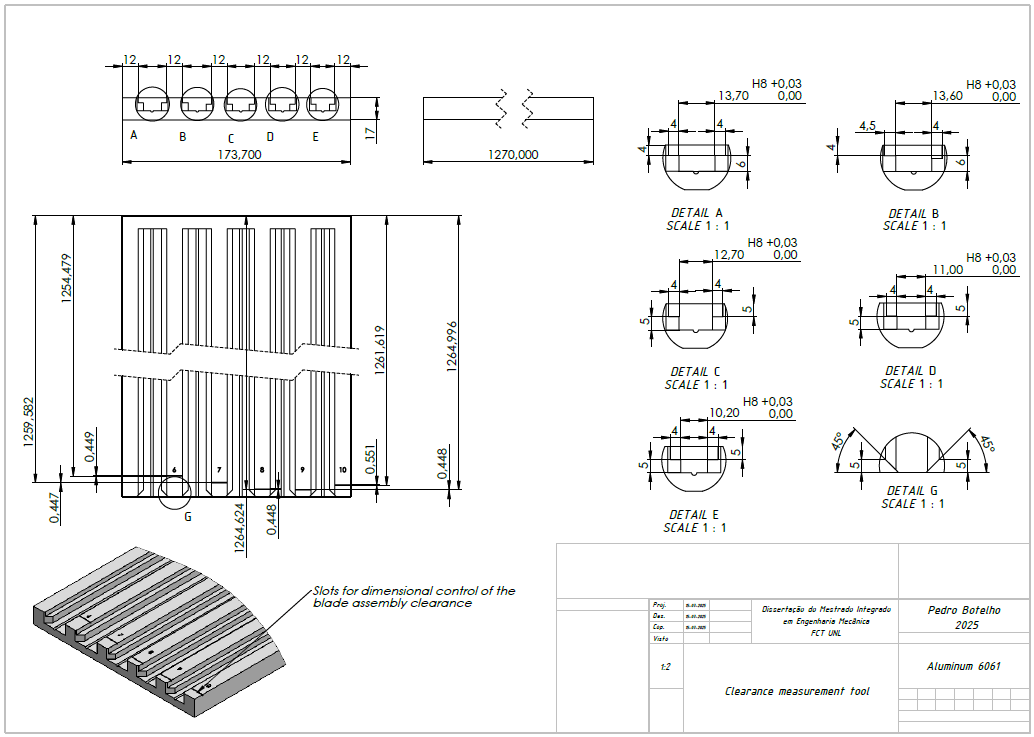 12 12 12 12 12 12
A B C D E
17
173,700
1270,000
H8 +0,03
13,70 0,00
4 4
4
6
DETAIL A
SCALE 1 : 1
H8 +0,03
13,60 0,00
4,5 4
4
6
DETAIL B
SCALE 1 : 1
1259,582
1254,479
0,449
0,447
6 7 8 9 10
G
1264,624
0,448
1261,619
1264,996
0,551
0,448
H8 +0,03
12,70 0,00
4 4
5
5
DETAIL C
SCALE 1 : 1
H8 +0,03
11,00 0,00
4 4
5
5
DETAIL D
SCALE 1 : 1
H8 +0,03
10,20 0,00
4 4
5
5
DETAIL E
SCALE 1 : 1
45° 45°
5 5
DETAIL G
SCALE 1 : 1
Slots for dimensional control of the
blade assembly clearance
Proj.
Des.
Cop.
Visto
Dissertação do Mestrado Integrado
em Engenharia Mecânica
FCT UNL
Pedro Botelho
2025
1:2
Clearance measurement tool
Aluminum 6061